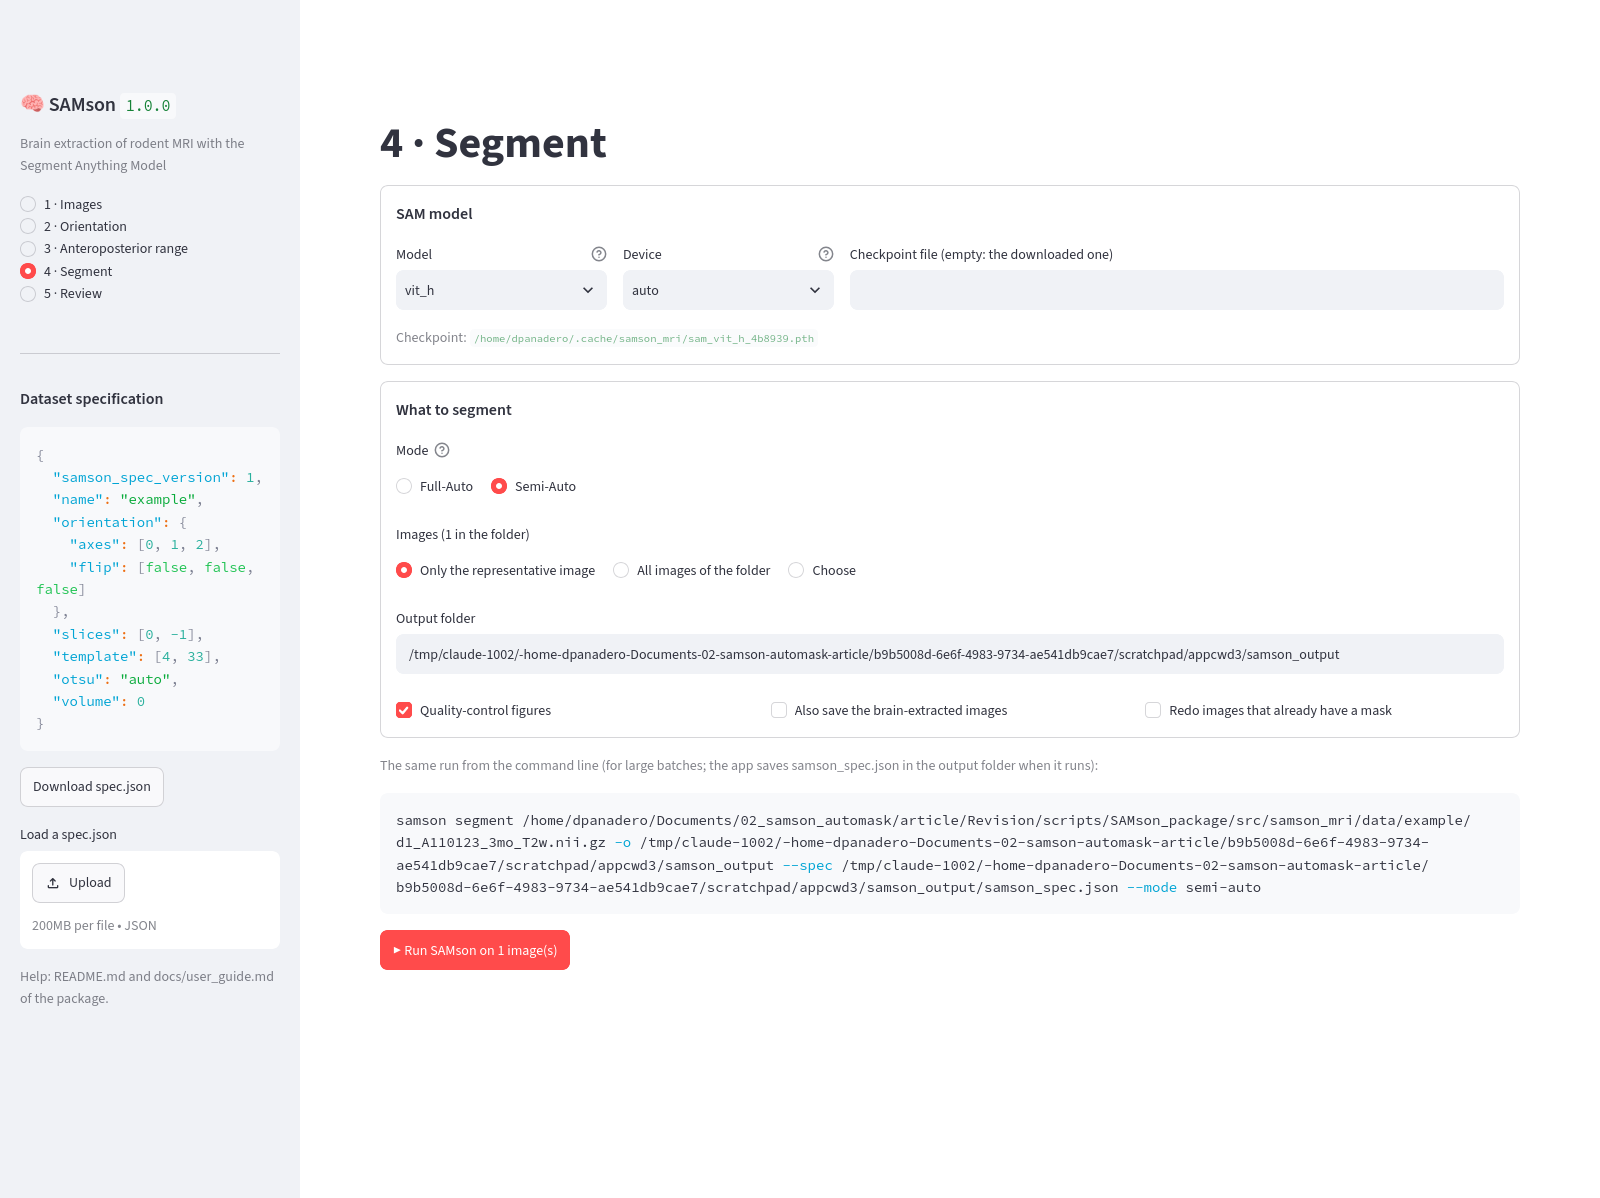 SAMson 1.0.0
Brain extraction of rodent MRI with the
Segment Anything Model
1 · Images
2 · Orientation
3 · Anteroposterior range
4 · Segment
5 · Review
Dataset specification
{
  "samson_spec_version": 1,
  "name": "example",
  "orientation": {
    "axes": [0, 1, 2],
    "flip": [false, false,
false]
  },
  "slices": [0, -1],
  "template": [4, 33],
  "otsu": "auto",
  "volume": 0
}
Download spec.json
Load a spec.json
Upload
200MB per file • JSON
Help: README.md and docs/user_guide.md
of the package.
4 · Segment
SAM model
Model Device Checkpoint file (empty: the downloaded one)
vit_h auto
Checkpoint: /home/dpanadero/.cache/samson_mri/sam_vit_h_4b8939.pth
What to segment
Mode
Full-Auto Semi-Auto
Images (1 in the folder)
Only the representative image All images of the folder Choose
Output folder
/tmp/claude-1002/-home-dpanadero-Documents-02-samson-automask-article/b9b5008d-6e6f-4983-9734-ae541db9cae7/scratchpad/appcwd3/samson_output
Quality-control figures Also save the brain-extracted images Redo images that already have a mask
The same run from the command line (for large batches; the app saves samson_spec.json in the output folder when it runs):
samson segment /home/dpanadero/Documents/02_samson_automask/article/Revision/scripts/SAMson_package/src/samson_mri/data/example/
d1_A110123_3mo_T2w.nii.gz -o /tmp/claude-1002/-home-dpanadero-Documents-02-samson-automask-article/b9b5008d-6e6f-4983-9734-
ae541db9cae7/scratchpad/appcwd3/samson_output --spec /tmp/claude-1002/-home-dpanadero-Documents-02-samson-automask-article/
b9b5008d-6e6f-4983-9734-ae541db9cae7/scratchpad/appcwd3/samson_output/samson_spec.json --mode semi-auto
▸ Run SAMson on 1 image(s)